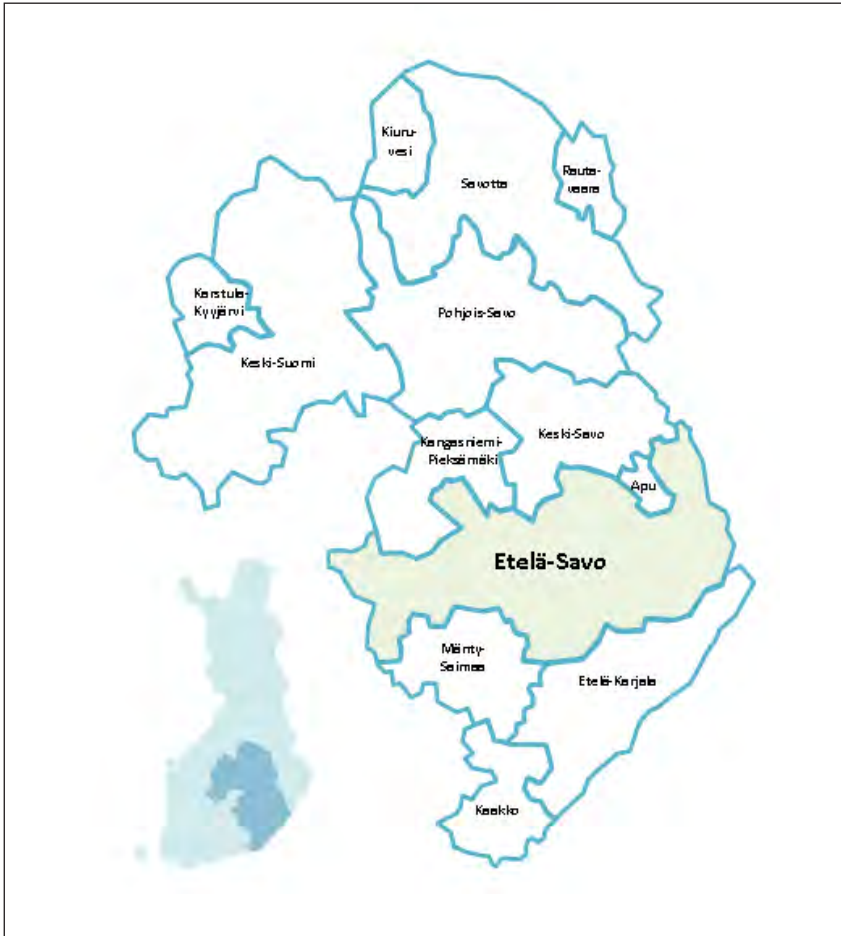 Kiuru-
vesi
Savotta
Rauta-
vaara
Karstula-
Kyyjärvi
Pohjois-Savo
Keski-Suomi
Kangasniemi-
Pieksämäki
Keski-Savo
Apu
Etelä-Savo
Mänty-
Saimaa
Etelä-Karjala
Kaakko